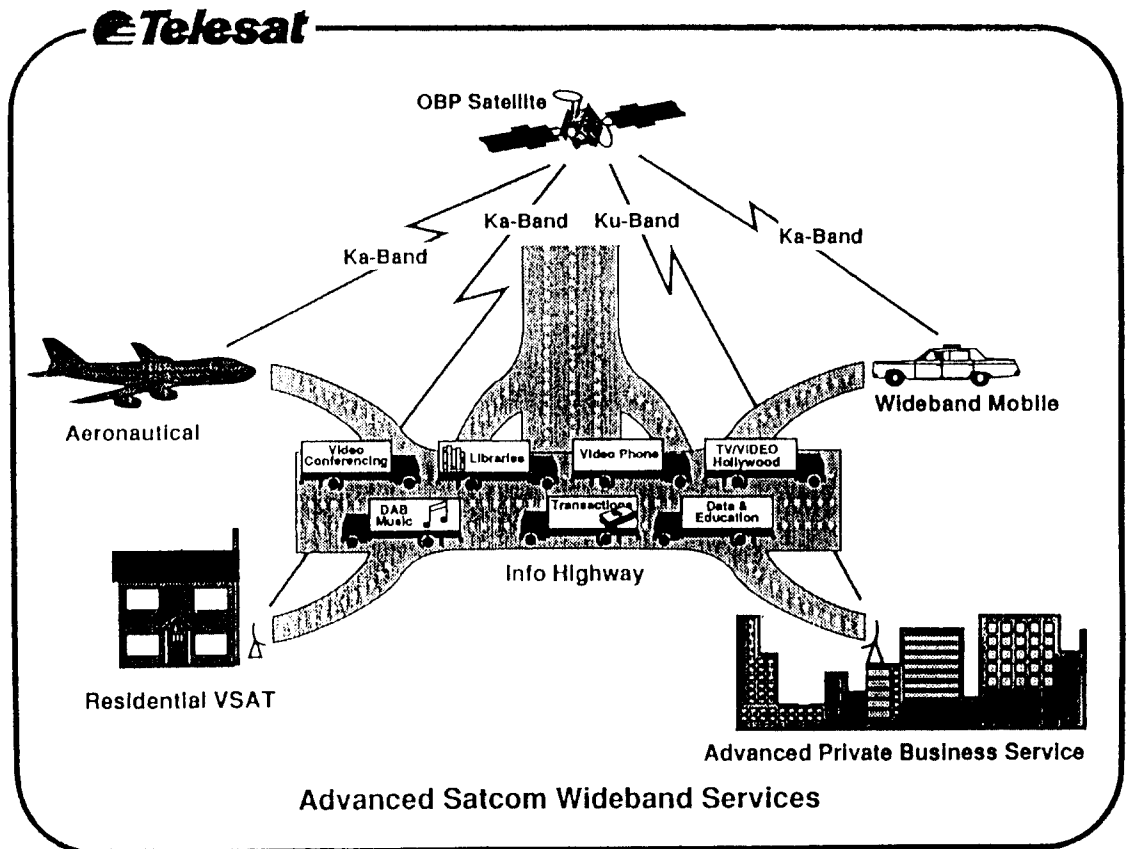 Telesat
OBP Satellite
Ka-Band
Ku-Band
Ka-Band
Ka-Band
Aeronautical
Wideband Mobile
Video
Conferencing
Libraries
Video Phone
TV/VIDEO
Hollywood
DAB
Music
Transactions
Data &
Education
Info Highway
Residential VSAT
Advanced Private Business Service
Advanced Satcom Wideband Services